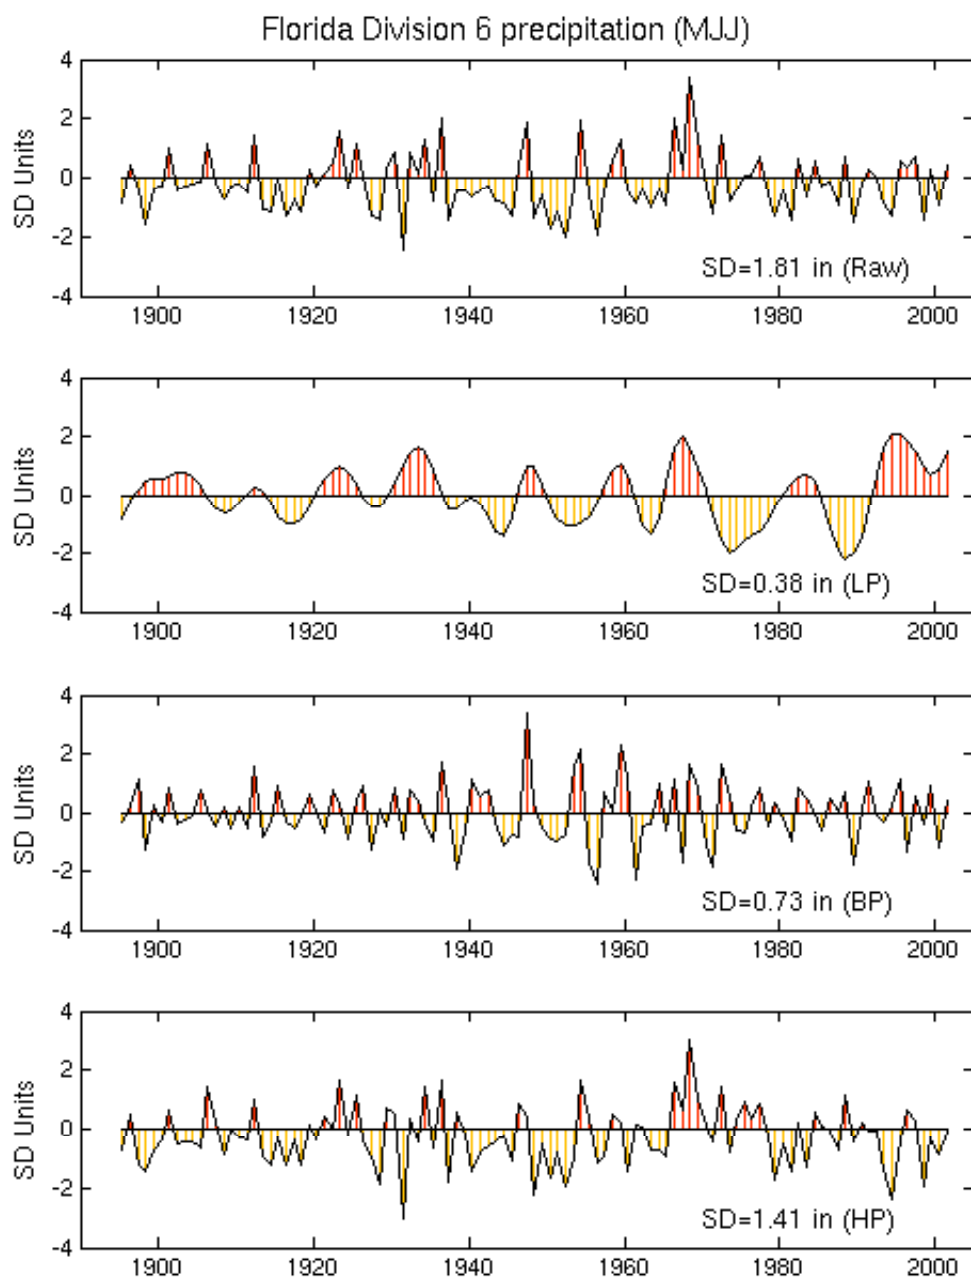 Florida Division 6 precipitation (MJJ)
4
2
0
-2
-4
SD Units
SD=1.81 in (Raw)
1900 1920 1940 1960 1980 2000
4
2
0
-2
-4
SD Units
SD=0.38 in (LP)
1900 1920 1940 1960 1980 2000
4
2
0
-2
-4
SD Units
SD=0.73 in (BP)
1900 1920 1940 1960 1980 2000
4
2
0
-2
-4
SD Units
SD=1.41 in (HP)
1900 1920 1940 1960 1980 2000